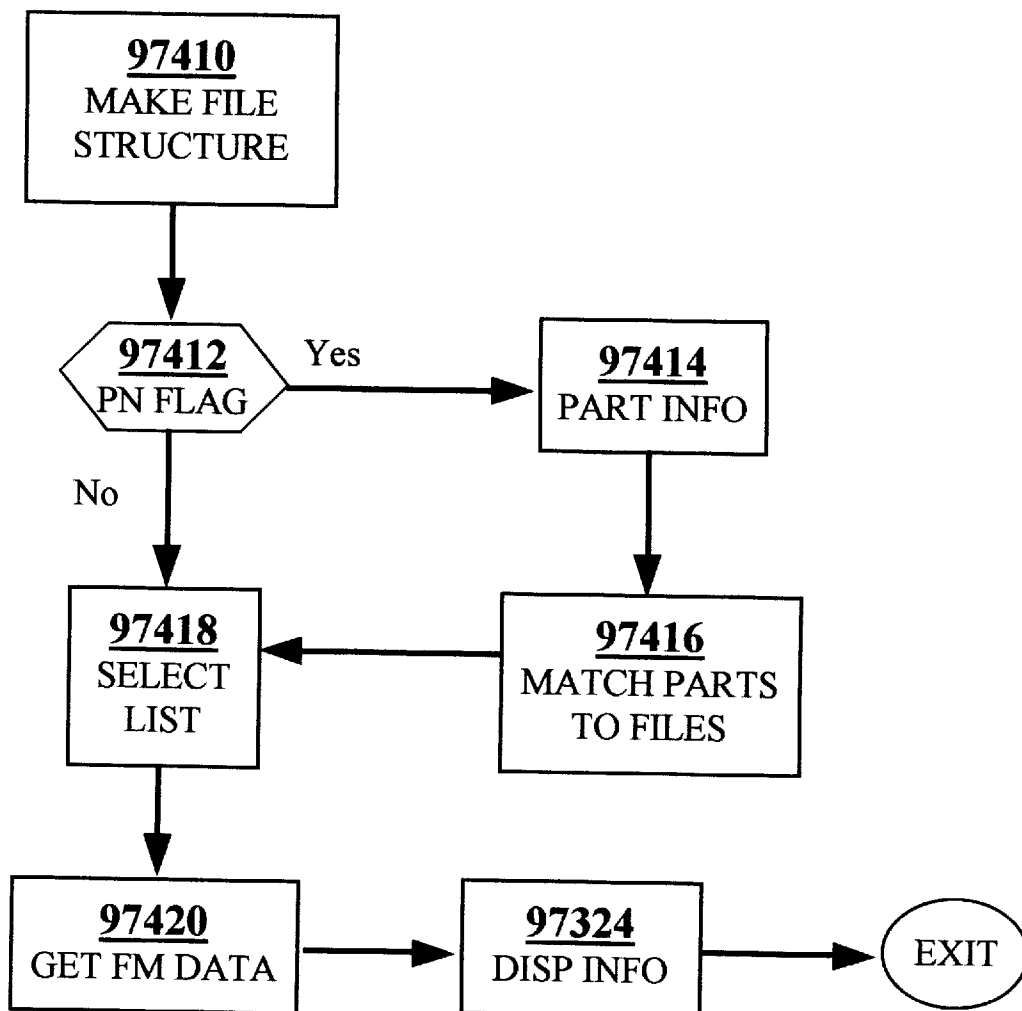 97410
MAKE FILE
STRUCTURE
97412
PN FLAG
Yes
97414
PART INFO
No
97418
SELECT
LIST
97416
MATCH PARTS
TO FILES
97420
GET FM DATA
97324
DISP INFO
EXIT